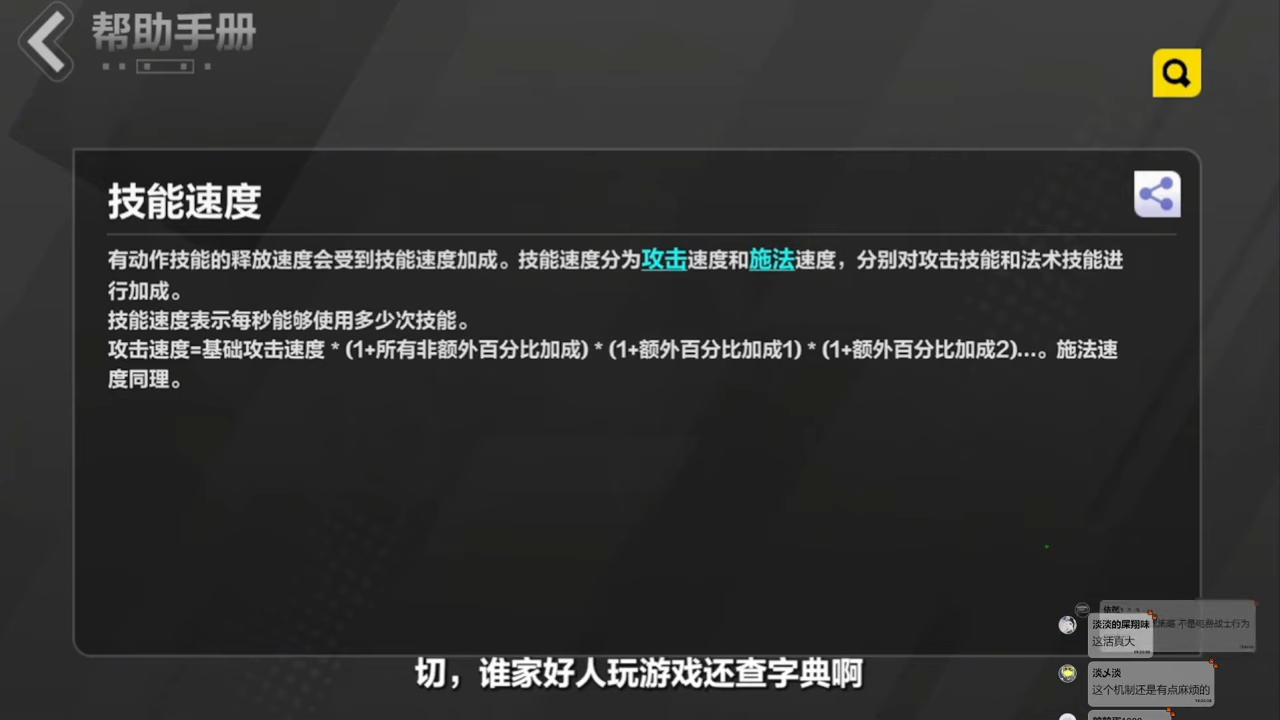 帮助手册
技能速度
有动作技能的释放速度会受到技能速度加成。技能速度分为攻击速度和施法速度，分别对攻击技能和法术技能进
行加成。
技能速度表示每秒能够使用多少次技能。
攻击速度=基础攻击速度 * (1+所有非额外百分比加成) * (1+额外百分比加成1) * (1+额外百分比加成2)…。施法速
度同理。
淡淡的屎翔味
这活真大
淡乄淡
这个机制还是有点麻烦的
切，谁家好人玩游戏还查字典啊